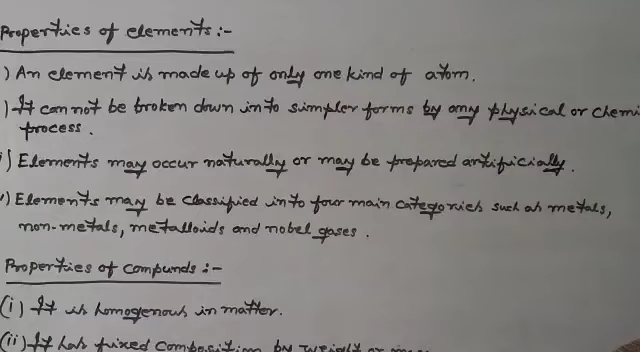 Properties of elements :-
) An element is made up of only one kind of atom.
) It can not be broken down into simpler forms by any physical or chemi
process.
i) Elements may occur naturally or may be prepared artificially.
v) Elements may be classified into four main categories such as metals,
non-metals, metalloids and nobel gases.
Properties of compunds :-
(i) It is homogenous in matter.
(ii) It has fixed composition by weight or